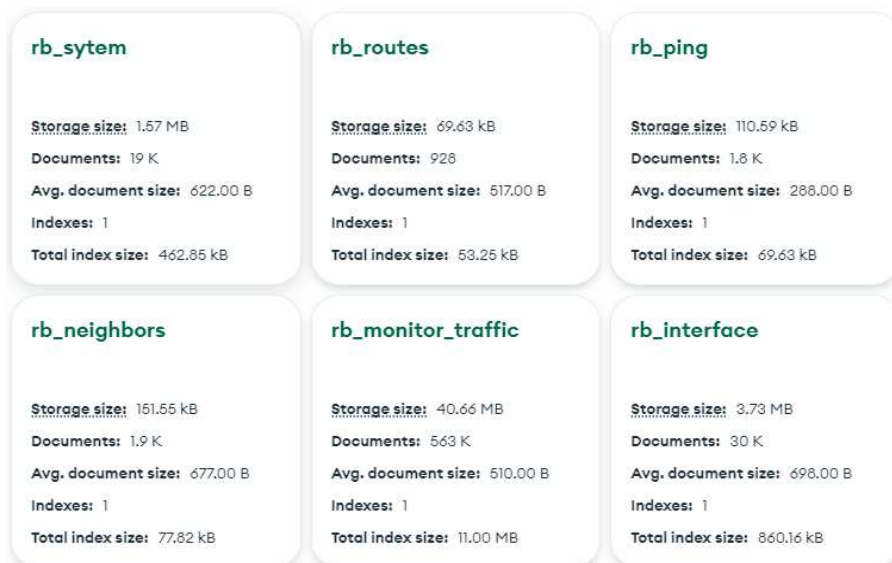 rb_sytem
Storage size: 1.57 MB
Documents: 19 K
Avg. document size: 622.00 B
Indexes: 1
Total index size: 462.85 kB
rb_routes
Storage size: 69.63 kB
Documents: 928
Avg. document size: 517.00 B
Indexes: 1
Total index size: 53.25 kB
rb_ping
Storage size: 110.59 kB
Documents: 1.8 K
Avg. document size: 288.00 B
Indexes: 1
Total index size: 69.63 kB
rb_neighbors
Storage size: 151.55 kB
Documents: 1.9 K
Avg. document size: 677.00 B
Indexes: 1
Total index size: 77.82 kB
rb_monitor_traffic
Storage size: 40.66 MB
Documents: 563 K
Avg. document size: 510.00 B
Indexes: 1
Total index size: 11.00 MB
rb_interface
Storage size: 3.73 MB
Documents: 30 K
Avg. document size: 698.00 B
Indexes: 1
Total index size: 860.16 kB